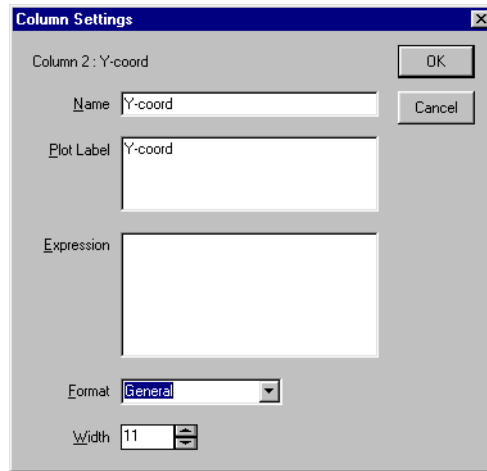 Column Settings
Column 2 : Y-coord
OK
Name Y-coord
Cancel
Plot Label Y-coord
Expression
Format General
Width 11